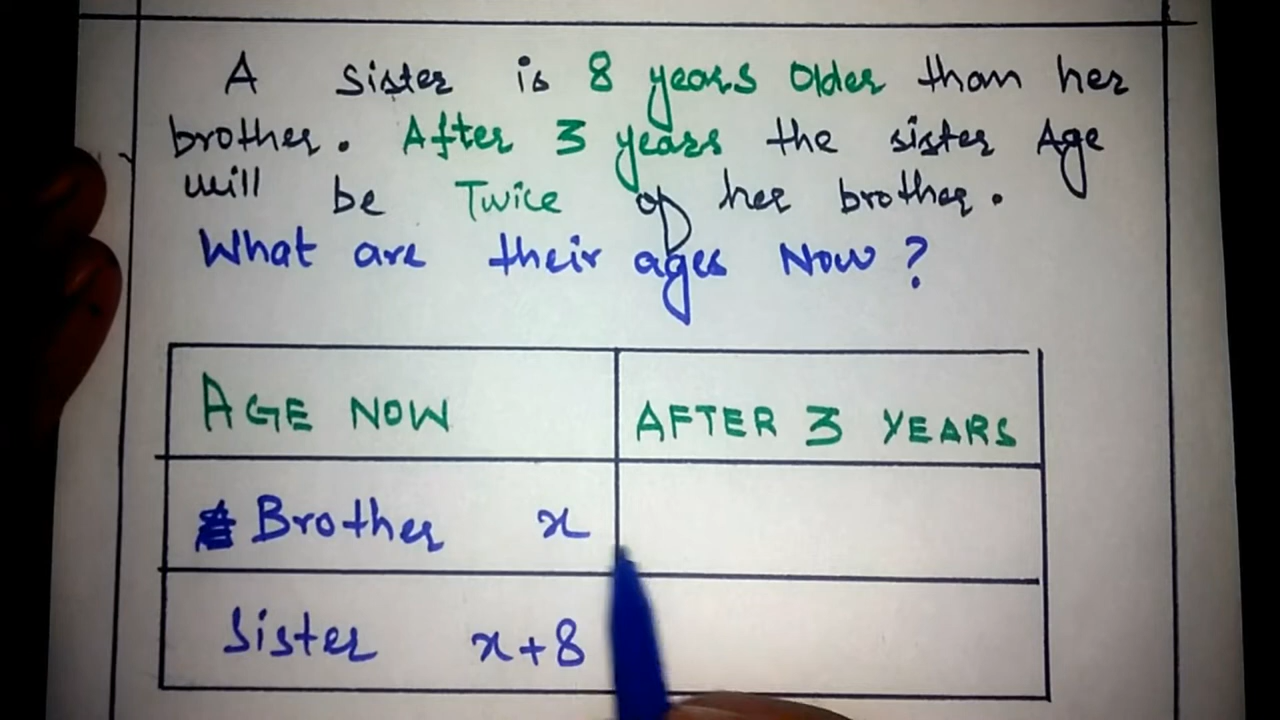 A Sister is 8 years Older than her
brother. After 3 years the sister Age
will be Twice of her brother.
What are their ages Now?
AGE NOW AFTER 3 YEARS
Brother x
Sister x+8